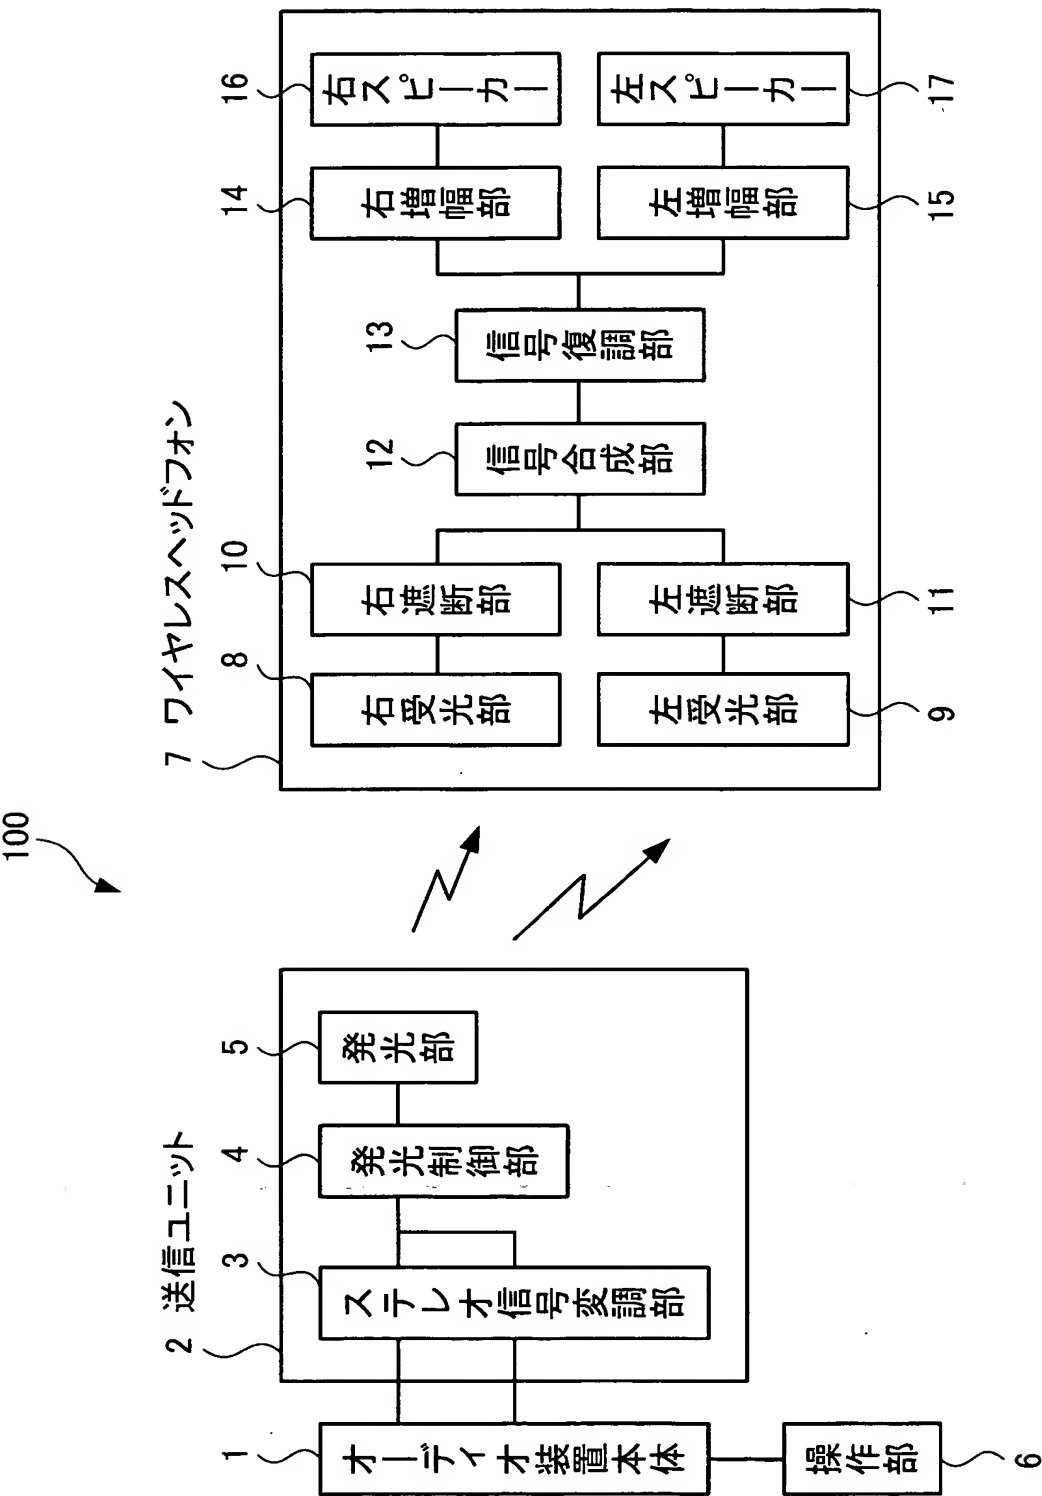 100
2 送信ユニット
7 ワイヤレスヘッドフォン
1
3
4
5
8
10
12
13
14
16
オーディオ装置本体
ステレオ信号変調部
発光制御部
発光部
右受光部
右遮断部
信号合成部
信号復調部
右増幅部
右スピーカー
操作部
左受光部
左遮断部
左増幅部
左スピーカー
6
9
11
15
17